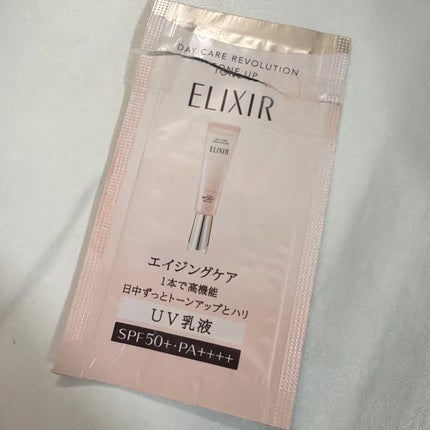 DAY CARE REVOLUTION
TONE UP
ELIXIR
ELIXIR
SPF50+
エイジングケア
1本で高機能
日中ずっとトーンアップとハリ
UV乳液
SPF50+・PA++++